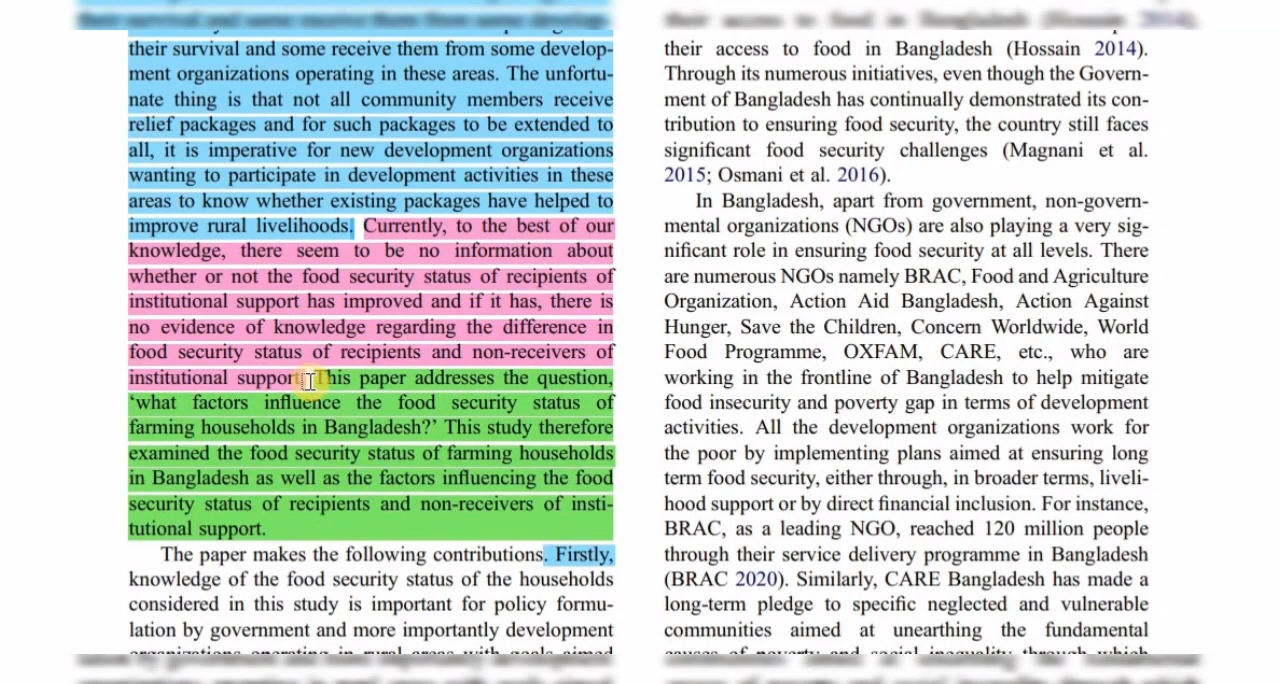 their survival and some receive them from some develop-
ment organizations operating in these areas. The unfortu-
nate thing is that not all community members receive
relief packages and for such packages to be extended to
all, it is imperative for new development organizations
wanting to participate in development activities in these
areas to know whether existing packages have helped to
improve rural livelihoods. Currently, to the best of our
knowledge, there seem to be no information about
whether or not the food security status of recipients of
institutional support has improved and if it has, there is
no evidence of knowledge regarding the difference in
food security status of recipients and non-receivers of
institutional support. This paper addresses the question,
‘what factors influence the food security status of
farming households in Bangladesh?’ This study therefore
examined the food security status of farming households
in Bangladesh as well as the factors influencing the food
security status of recipients and non-receivers of insti-
tutional support.
The paper makes the following contributions. Firstly,
knowledge of the food security status of the households
considered in this study is important for policy formu-
lation by government and more importantly development
organizations operating in rural areas with goals aimed
their access to food in Bangladesh (Hossain 2014).
Through its numerous initiatives, even though the Govern-
ment of Bangladesh has continually demonstrated its con-
tribution to ensuring food security, the country still faces
significant food security challenges (Magnani et al.
2015; Osmani et al. 2016).
In Bangladesh, apart from government, non-govern-
mental organizations (NGOs) are also playing a very sig-
nificant role in ensuring food security at all levels. There
are numerous NGOs namely BRAC, Food and Agriculture
Organization, Action Aid Bangladesh, Action Against
Hunger, Save the Children, Concern Worldwide, World
Food Programme, OXFAM, CARE, etc., who are
working in the frontline of Bangladesh to help mitigate
food insecurity and poverty gap in terms of development
activities. All the development organizations work for
the poor by implementing plans aimed at ensuring long
term food security, either through, in broader terms, liveli-
hood support or by direct financial inclusion. For instance,
BRAC, as a leading NGO, reached 120 million people
through their service delivery programme in Bangladesh
(BRAC 2020). Similarly, CARE Bangladesh has made a
long-term pledge to specific neglected and vulnerable
communities aimed at unearthing the fundamental
causes of poverty and social inequality through which